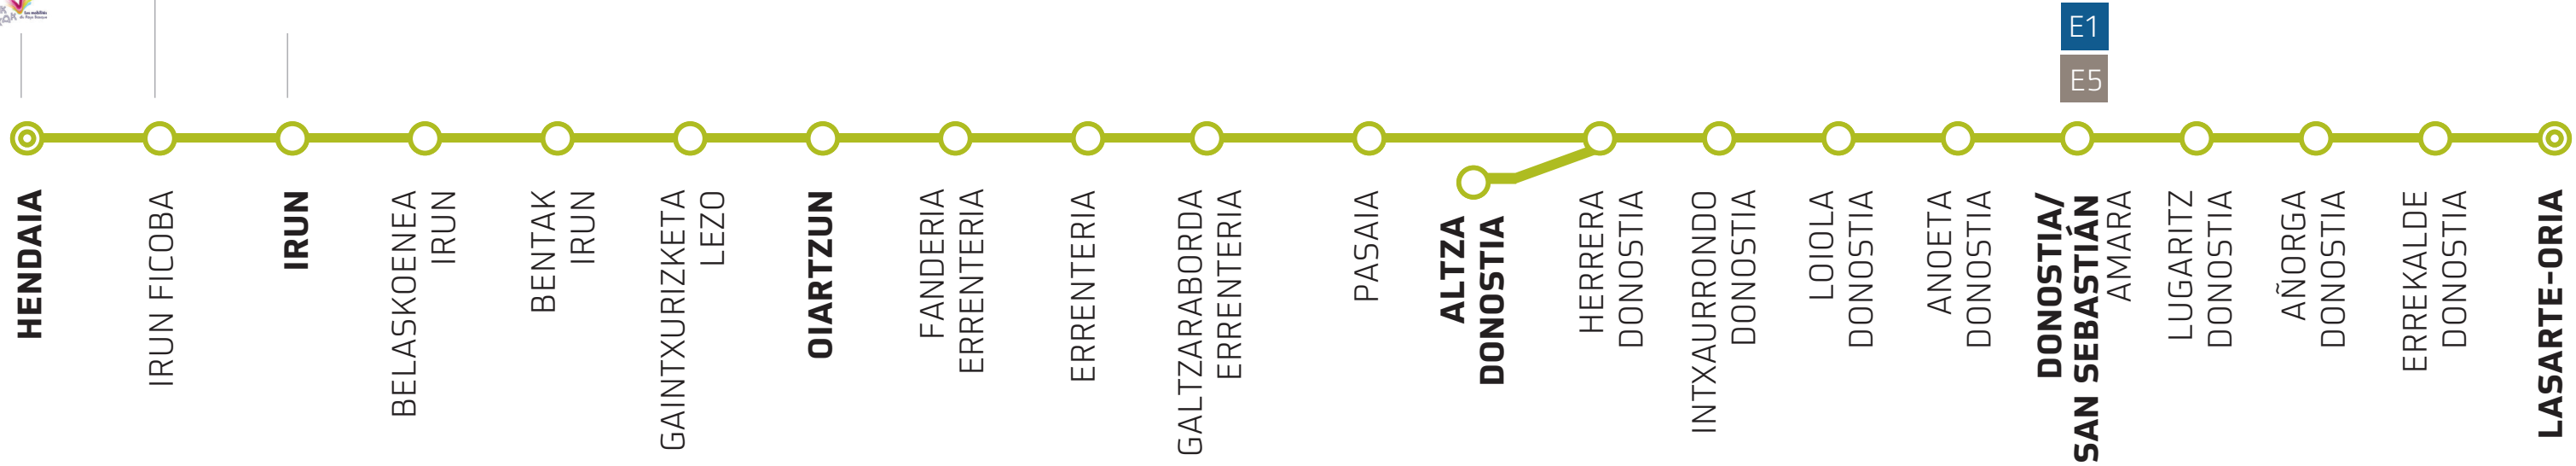 E1
E5
HENDAIA
IRUN FICOBA
IRUN
BELASKOENEA
IRUN
BENTAK
IRUN
GAINTXURIZKETA
LEZO
OIARTZUN
FANDERIA
ERRENTERIA
ERRENTERIA
GALTZARABORDA
ERRENTERIA
PASAIA
ALTZA
DONOSTIA
HERRERA
DONOSTIA
INTXAURRONDO
DONOSTIA
LOIOLA
DONOSTIA
ANOETA
DONOSTIA
DONOSTIA/
SAN SEBASTIÁN
AMARA
LUGARITZ
DONOSTIA
AÑORGA
DONOSTIA
ERREKALDE
DONOSTIA
LASARTE-ORIA